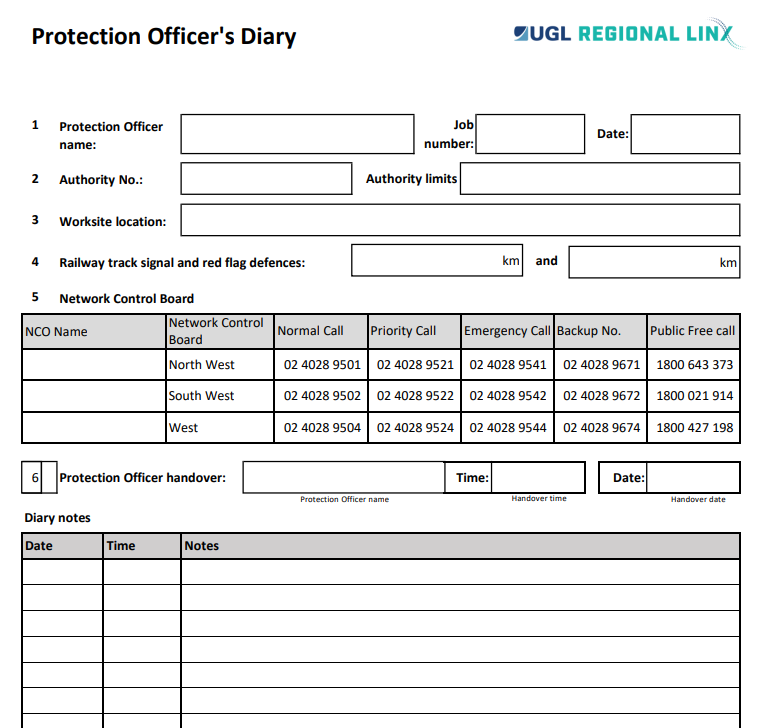 Protection Officer's Diary
UGL REGIONAL LINX
1 Protection Officer name: Job number: Date:
2 Authority No.: Authority limits
3 Worksite location:
4 Railway track signal and red flag defences: km and km
5 Network Control Board
NCO Name Network Control Board Normal Call Priority Call Emergency Call Backup No. Public Free call
North West 02 4028 9501 02 4028 9521 02 4028 9541 02 4028 9671 1800 643 373
South West 02 4028 9502 02 4028 9522 02 4028 9542 02 4028 9672 1800 021 914
West 02 4028 9504 02 4028 9524 02 4028 9544 02 4028 9674 1800 427 198
6 Protection Officer handover: Time: Date:
Protection Officer name Handover time Handover date
Diary notes
Date Time Notes